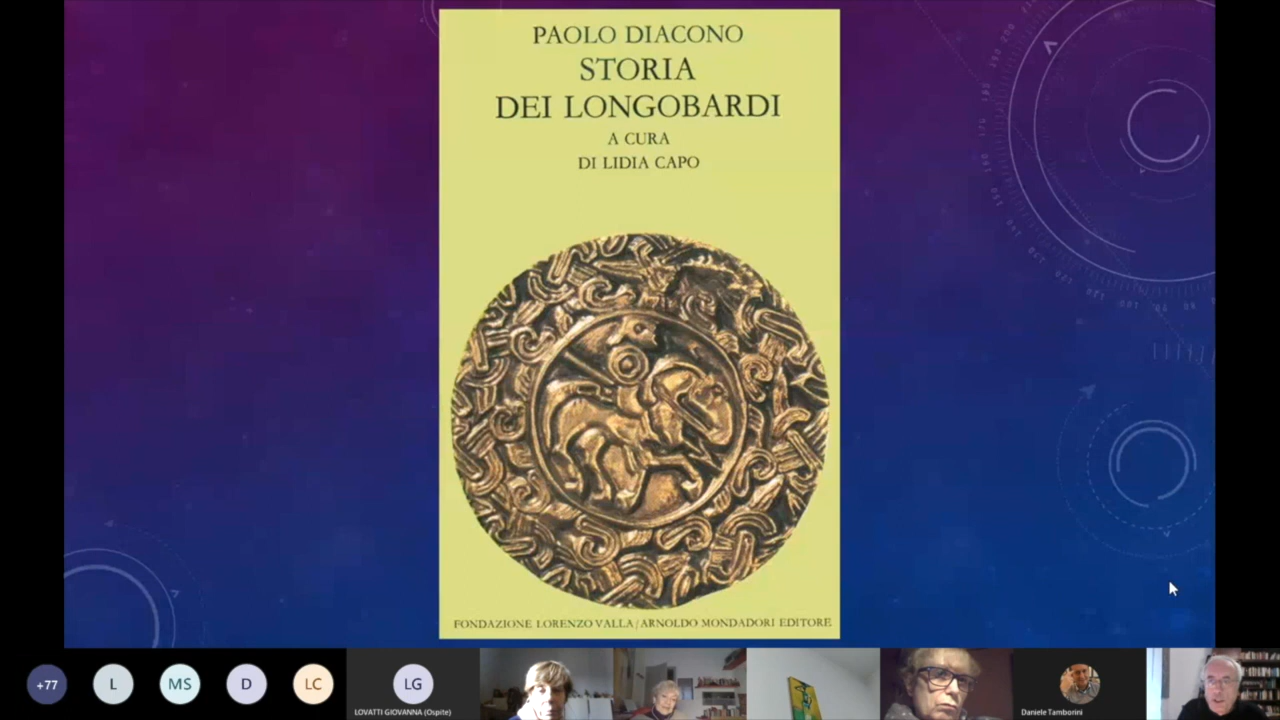 PAOLO DIACONO
STORIA
DEI LONGOBARDI
A CURA
DI LIDIA CAPO
FONDAZIONE LORENZO VALLA / ARNOLDO MONDADORI EDITORE
+77
L
MS
D
LC
LG
LOVATTI GIOVANNA (Ospite)
Daniele Tamborini